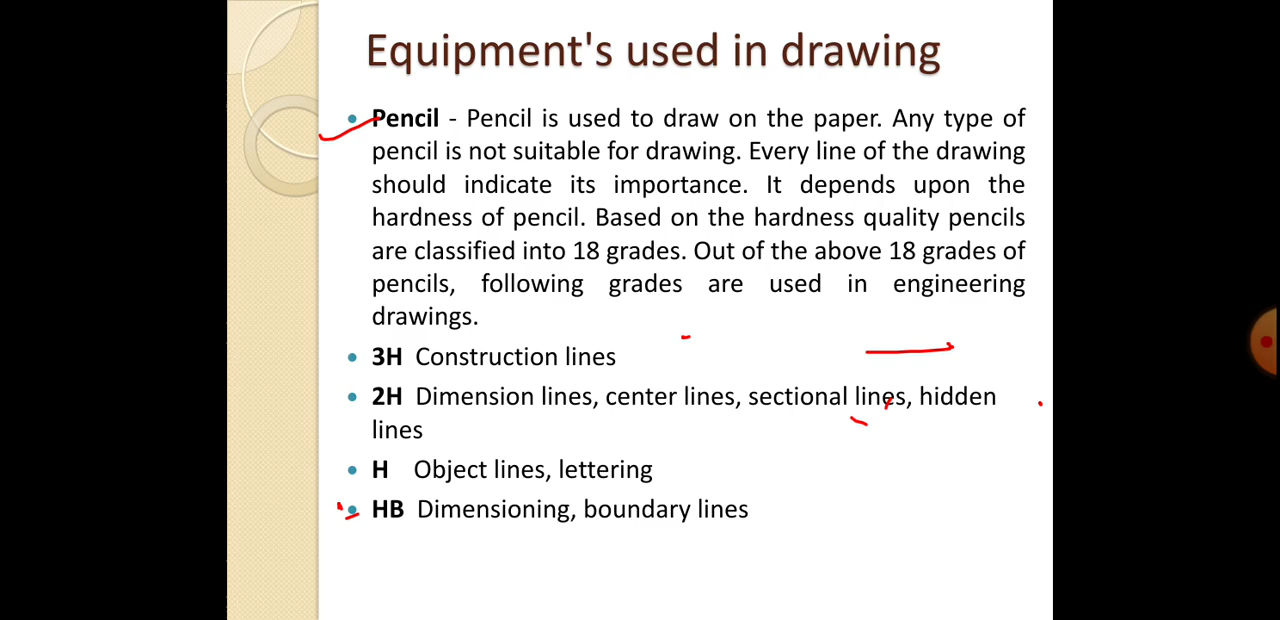 Equipment's used in drawing
• Pencil - Pencil is used to draw on the paper. Any type of
pencil is not suitable for drawing. Every line of the drawing
should indicate its importance. It depends upon the
hardness of pencil. Based on the hardness quality pencils
are classified into 18 grades. Out of the above 18 grades of
pencils, following grades are used in engineering
drawings.
• 3H Construction lines
• 2H Dimension lines, center lines, sectional lines, hidden
lines
• H Object lines, lettering
• HB Dimensioning, boundary lines